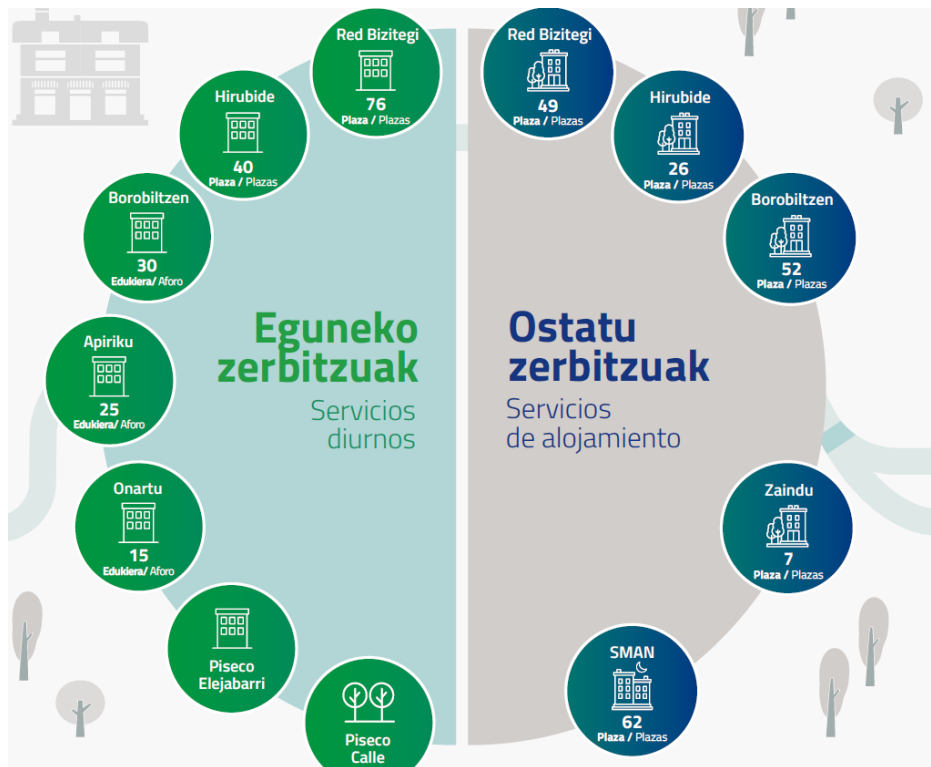 Red Bizitegi
76
Plaza / Plazas
Hirubide
40
Plaza / Plazas
Borobiltzen
30
Edukiera/ Aforo
Apiriku
25
Edukiera/ Aforo
Onartu
15
Edukiera/ Aforo
Piseco
Elejabarri
Piseco
Calle
Eguneko
zerbitzuak
Servicios
diurnos
Ostatu
zerbitzuak
Servicios
de alojamiento
Red Bizitegi
49
Plaza / Plazas
Hirubide
26
Plaza / Plazas
Borobiltzen
52
Plaza / Plazas
Zaindu
7
Plaza / Plazas
SMAN
62
Plaza / Plazas